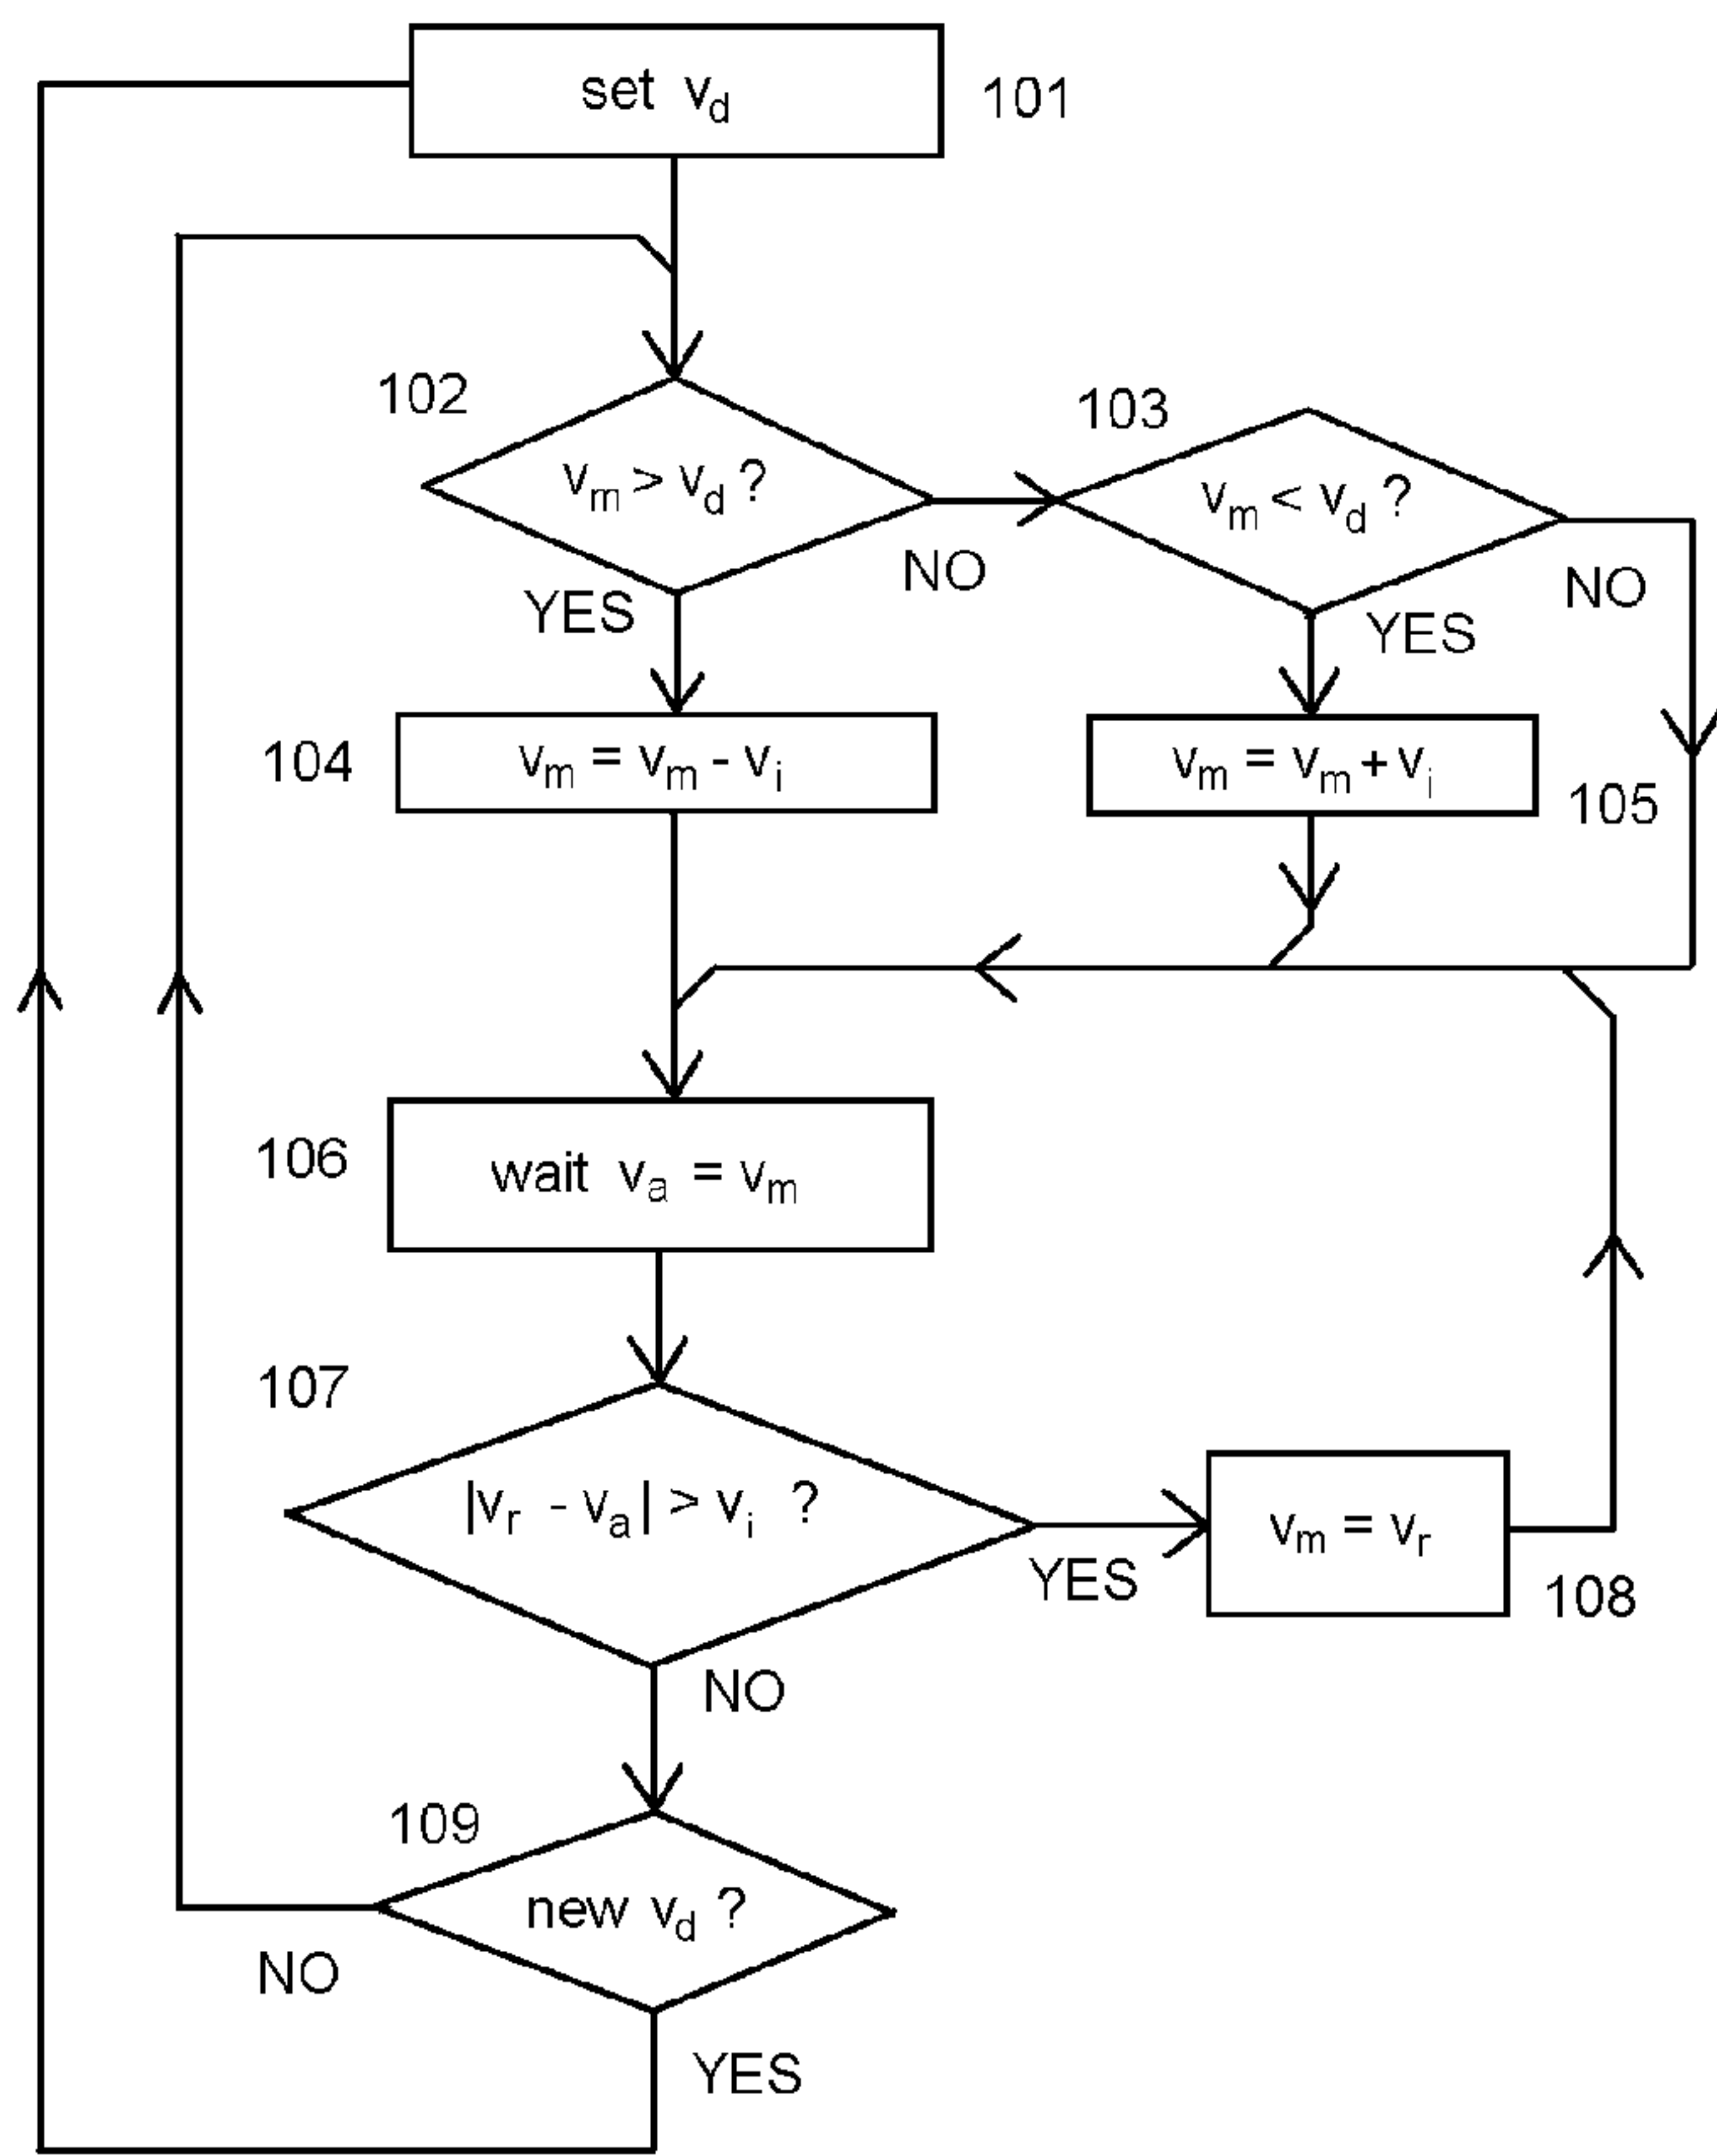 set v_d
101
102
v_m > v_d ?
YES
NO
103
v_m < v_d ?
YES
NO
104
v_m = v_m - v_i
v_m = v_m + v_i
105
106
wait v_a = v_m
107
|v_r - v_a| > v_i ?
YES
NO
v_m = v_r
108
109
new v_d ?
NO
YES